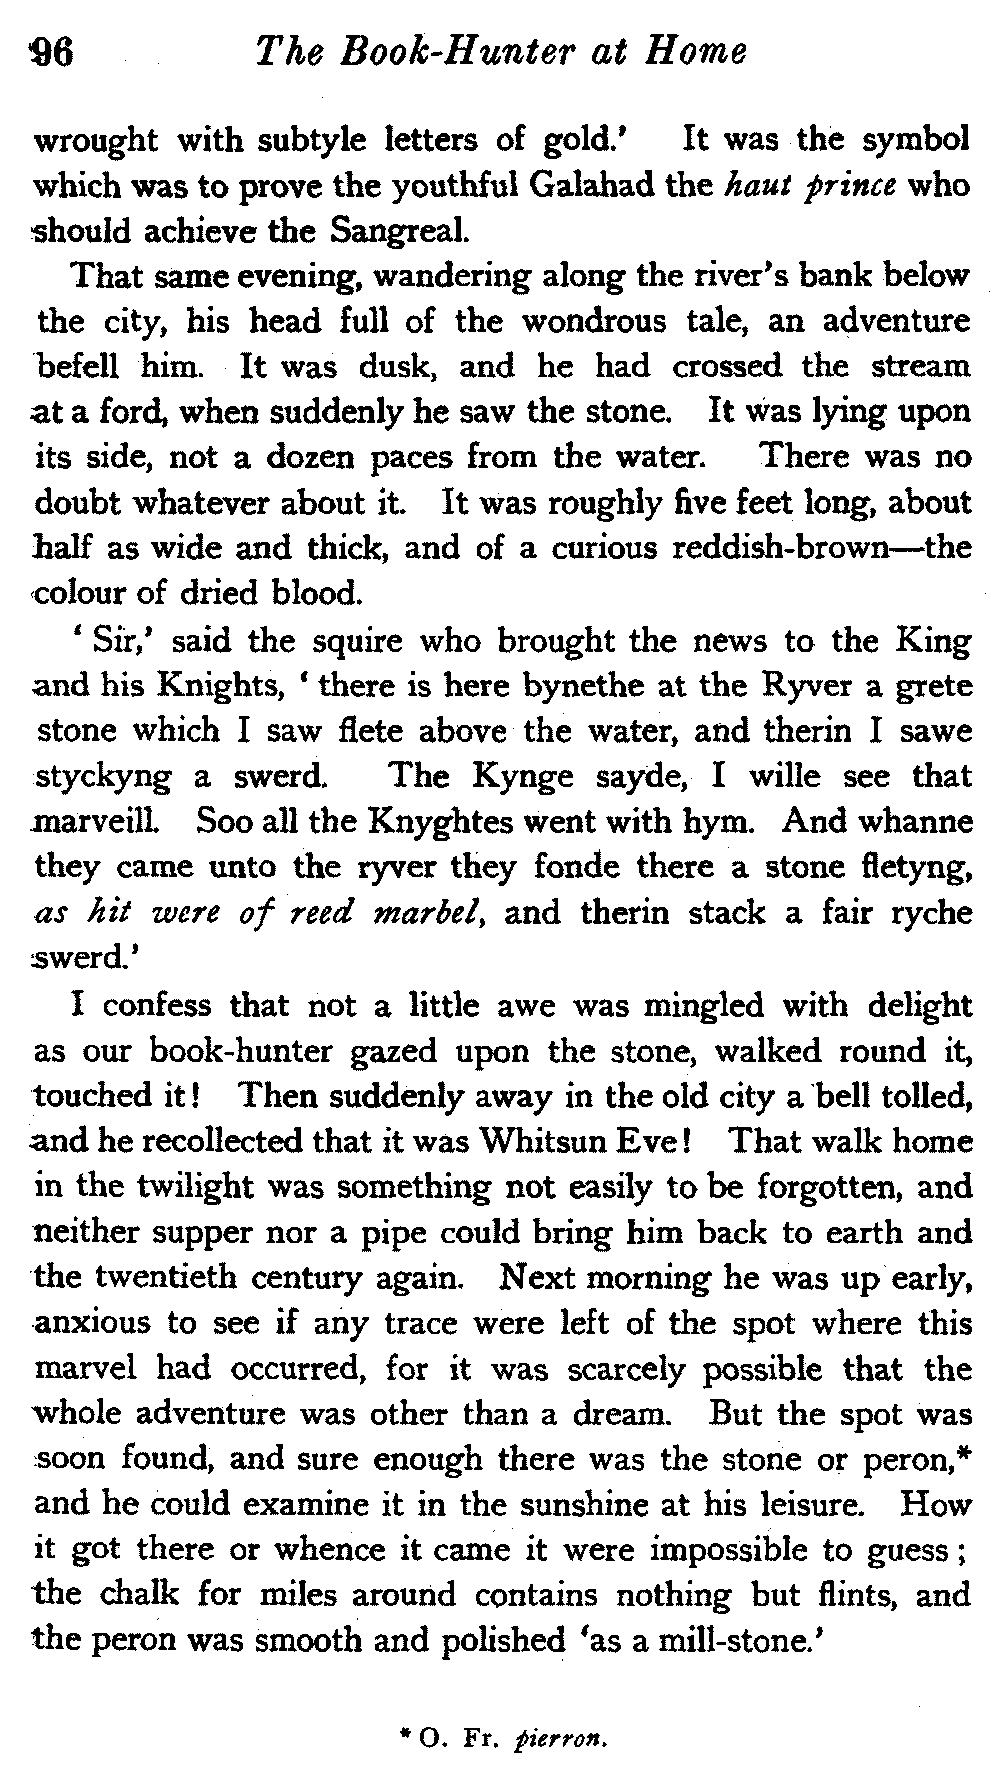 96 The Book-Hunter at Home
wrought with subtyle letters of gold.' It was the symbol
which was to prove the youthful Galahad the haut prince who
should achieve the Sangreal.
That same evening, wandering along the river's bank below
the city, his head full of the wondrous tale, an adventure
befell him. It was dusk, and he had crossed the stream
at a ford, when suddenly he saw the stone. It was lying upon
its side, not a dozen paces from the water. There was no
doubt whatever about it. It was roughly five feet long, about
half as wide and thick, and of a curious reddish-brown—the
colour of dried blood.
' Sir,' said the squire who brought the news to the King
and his Knights, ' there is here bynethe at the Ryver a grete
stone which I saw flete above the water, and therin I sawe
styckyng a swerd. The Kynge sayde, I wille see that
marveill. Soo all the Knyghtes went with hym. And whanne
they came unto the ryver they fonde there a stone fletyng,
as hit were of reed marbel, and therin stack a fair ryche
swerd.'
I confess that not a little awe was mingled with delight
as our book-hunter gazed upon the stone, walked round it,
touched it! Then suddenly away in the old city a bell tolled,
and he recollected that it was Whitsun Eve! That walk home
in the twilight was something not easily to be forgotten, and
neither supper nor a pipe could bring him back to earth and
the twentieth century again. Next morning he was up early,
anxious to see if any trace were left of the spot where this
marvel had occurred, for it was scarcely possible that the
whole adventure was other than a dream. But the spot was
soon found, and sure enough there was the stone or peron,*
and he could examine it in the sunshine at his leisure. How
it got there or whence it came it were impossible to guess ;
the chalk for miles around contains nothing but flints, and
the peron was smooth and polished 'as a mill-stone.'
* O. Fr. pierron.